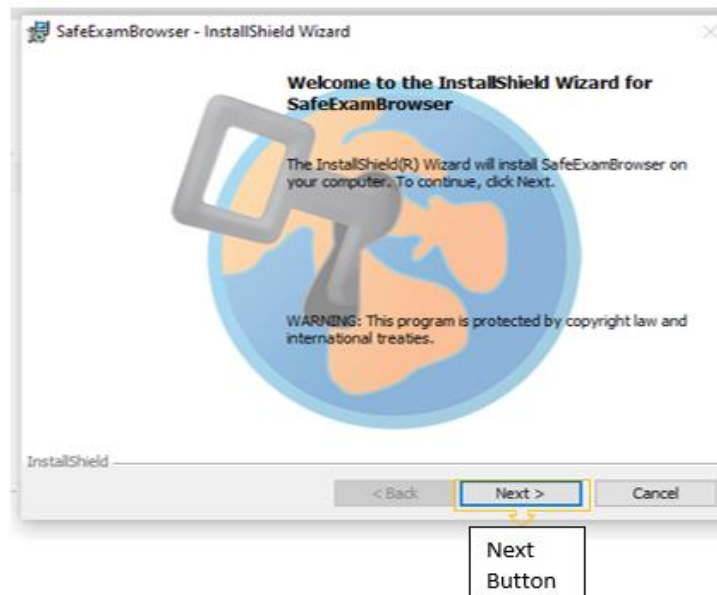 SafeExamBrowser - InstallShield Wizard
Welcome to the InstallShield Wizard for
SafeExamBrowser
The InstallShield(R) Wizard will install SafeExamBrowser on
your computer. To continue, click Next.
WARNING: This program is protected by copyright law and
international treaties.
InstallShield
< Back Next > Cancel
Next
Button